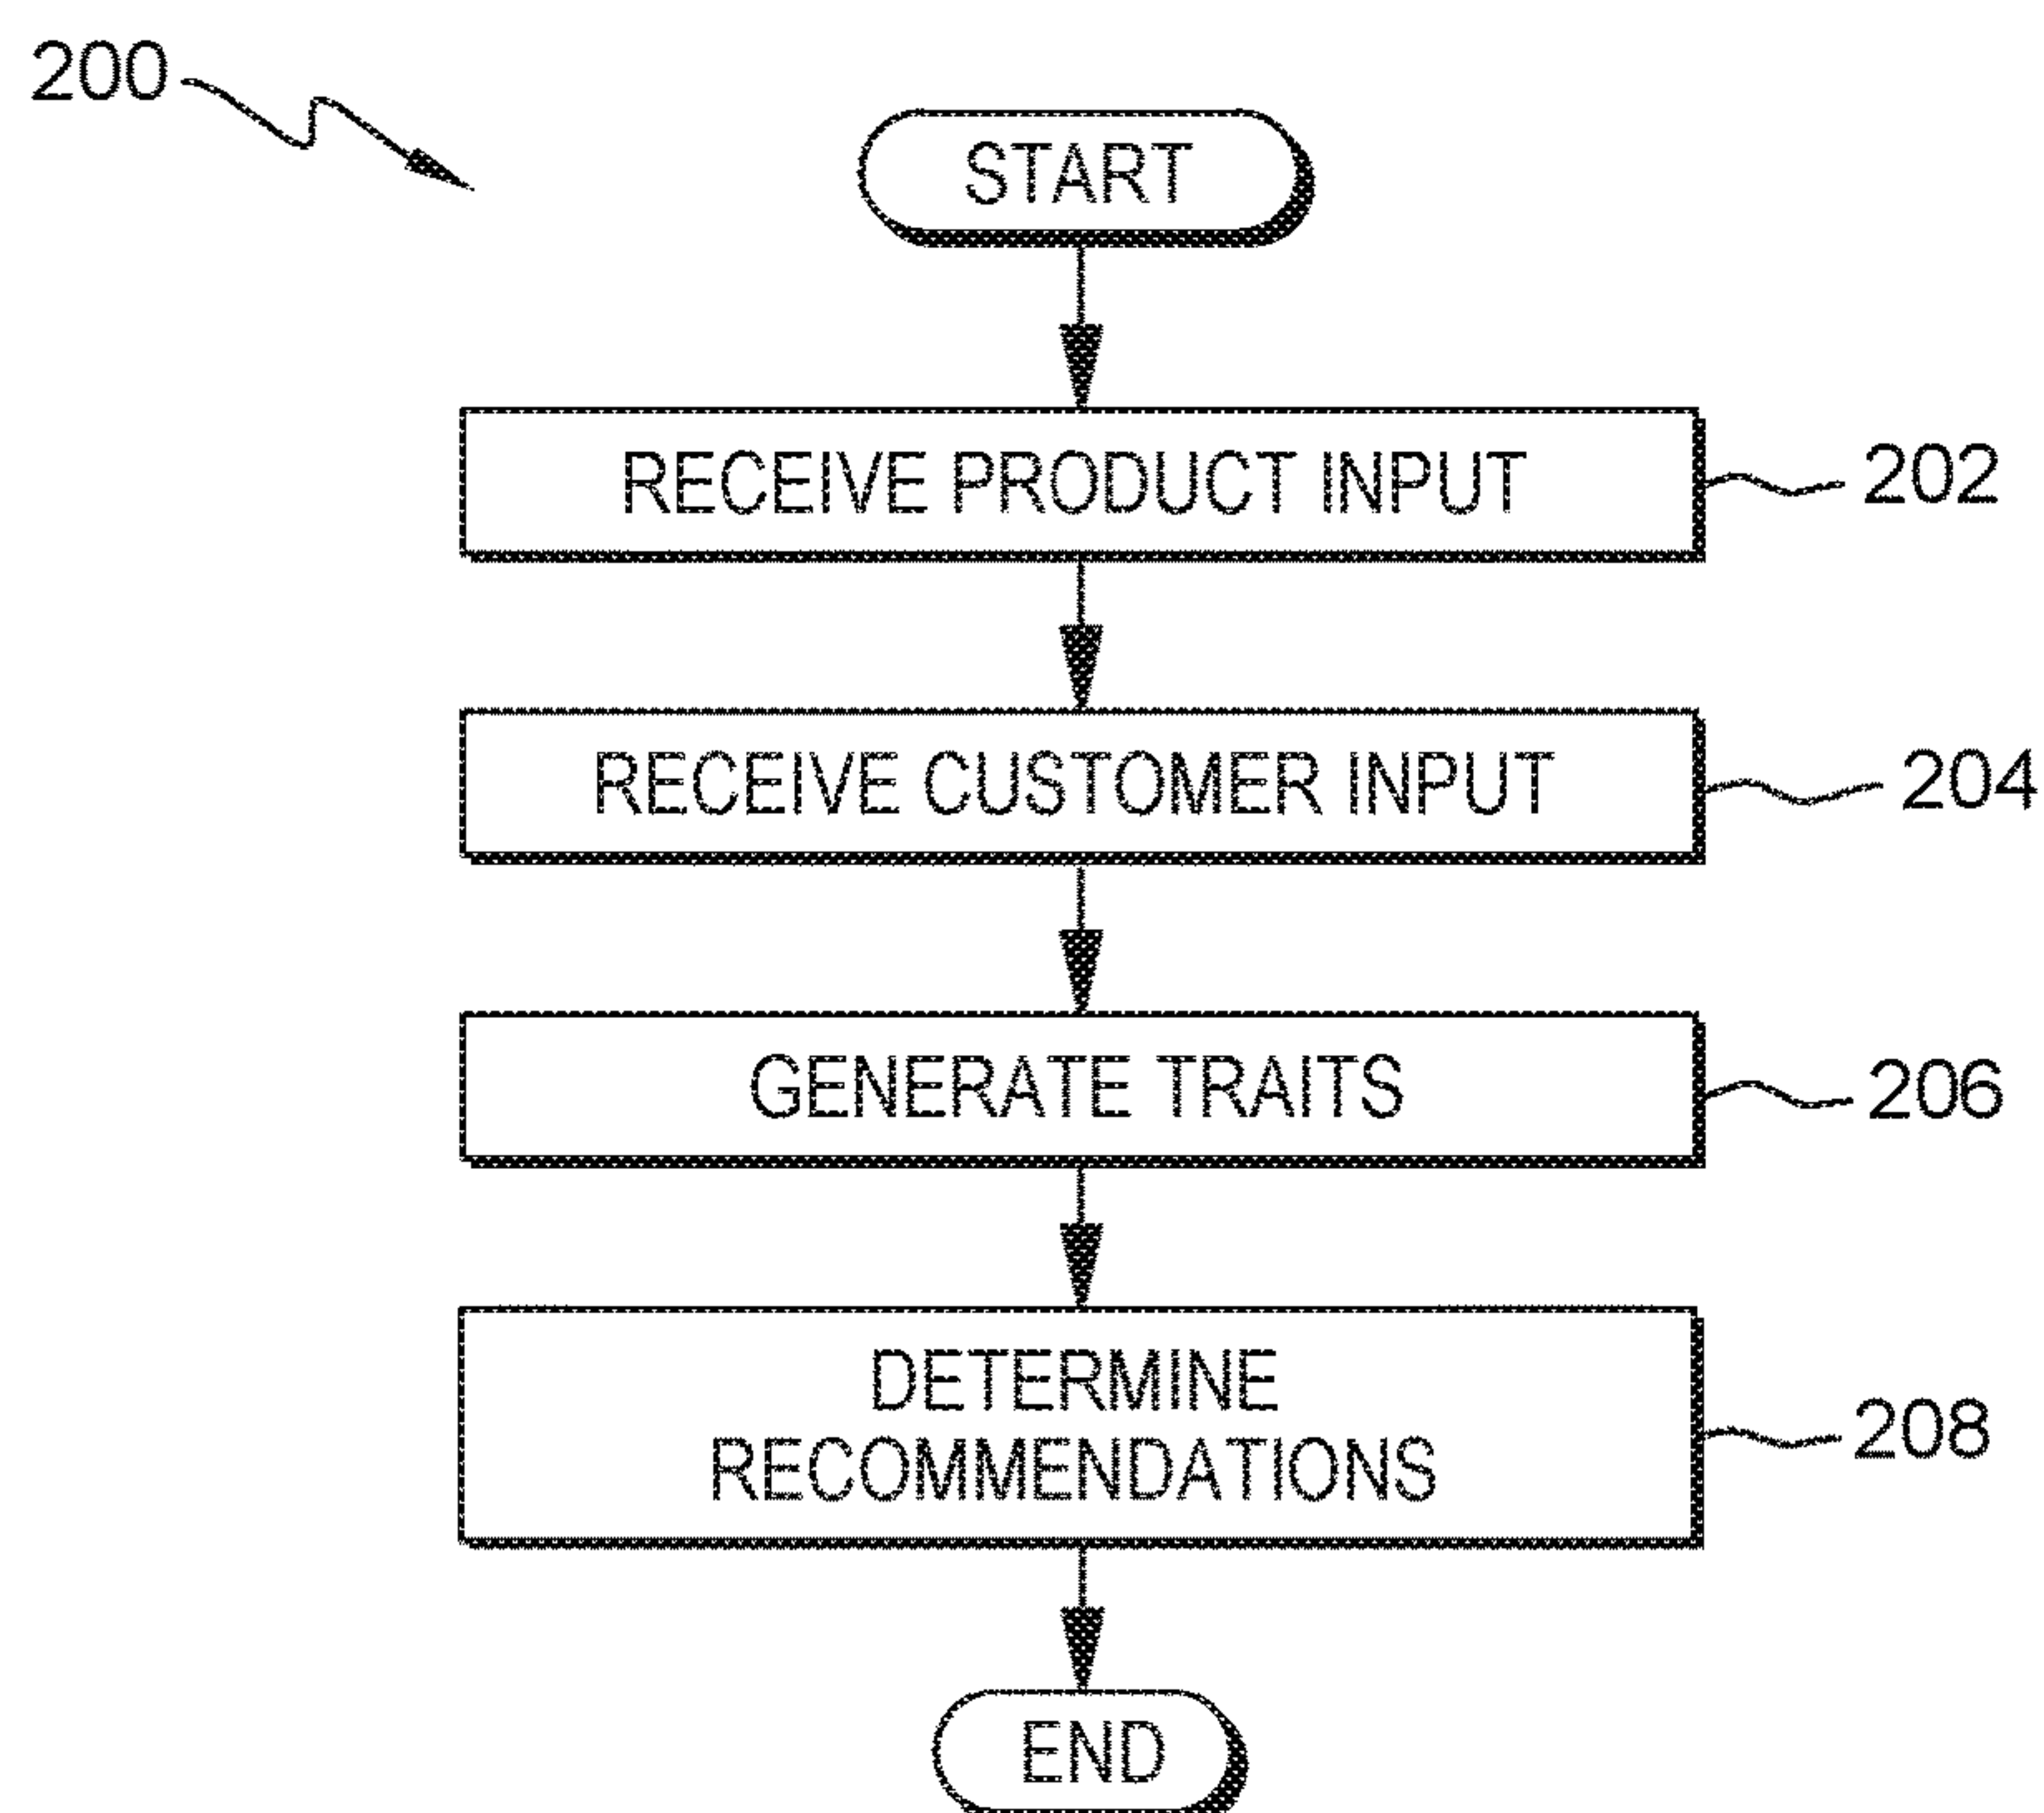 200
START
RECEIVE PRODUCT INPUT
202
RECEIVE CUSTOMER INPUT
204
GENERATE TRAITS
206
DETERMINE
RECOMMENDATIONS
208
END